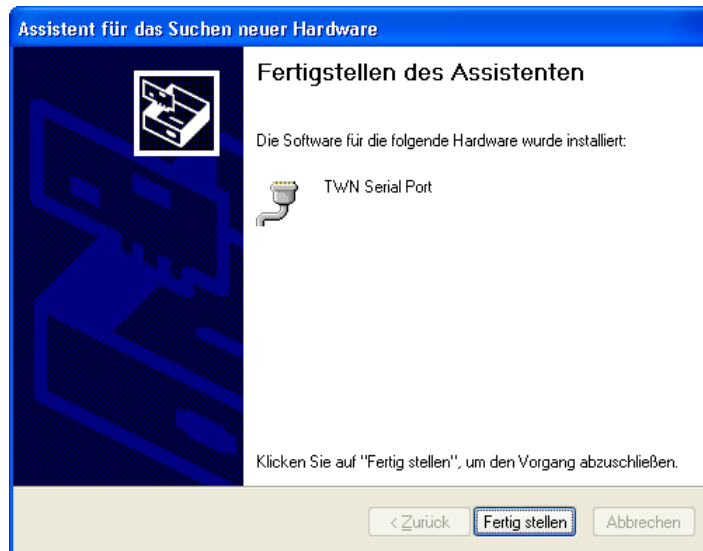 Assistent für das Suchen neuer Hardware
Fertigstellen des Assistenten
Die Software für die folgende Hardware wurde installiert:
TWN Serial Port
Klicken Sie auf "Fertig stellen", um den Vorgang abzuschließen.
< Zurück Fertig stellen Abbrechen